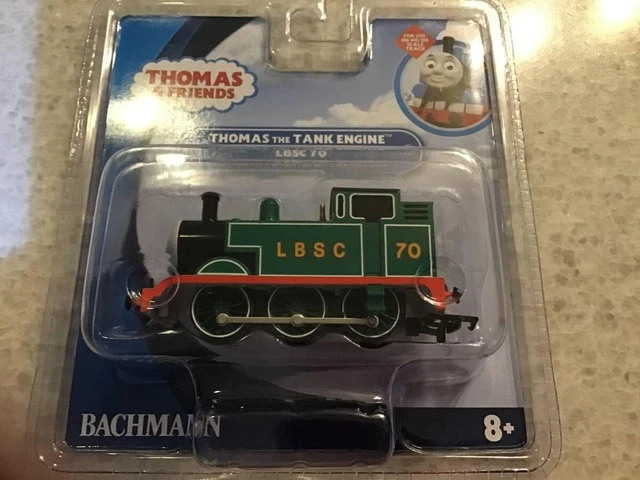 THOMAS
& FRIENDS
FOR USE
ON HO/OO
SCALE
TRACK
THOMAS THE TANK ENGINE™
LBSC 70
LBSC
70
BACHMANN
8+